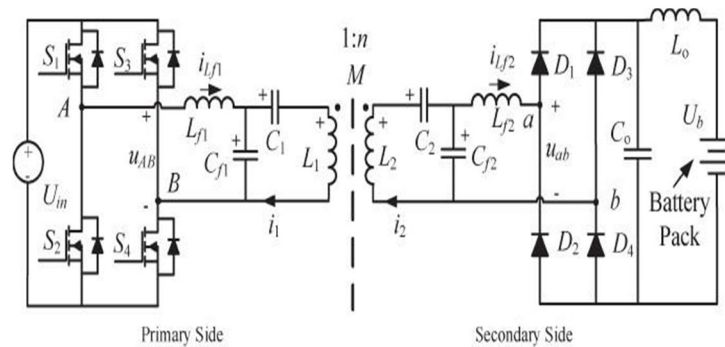 1:n
M
S1 S3
iLf1
iLf2
D1 D3
Lo
A
+
Lf1
+
C1
+
L1
+
L2
+
C2
Lf2
a
+
Ub
+
-
Uin
uAB
Cf1
+
Cf2
+
uab
Co
B
-
-
b
Battery
Pack
S2 S4
i1
i2
D2 D4
Primary Side
Secondary Side